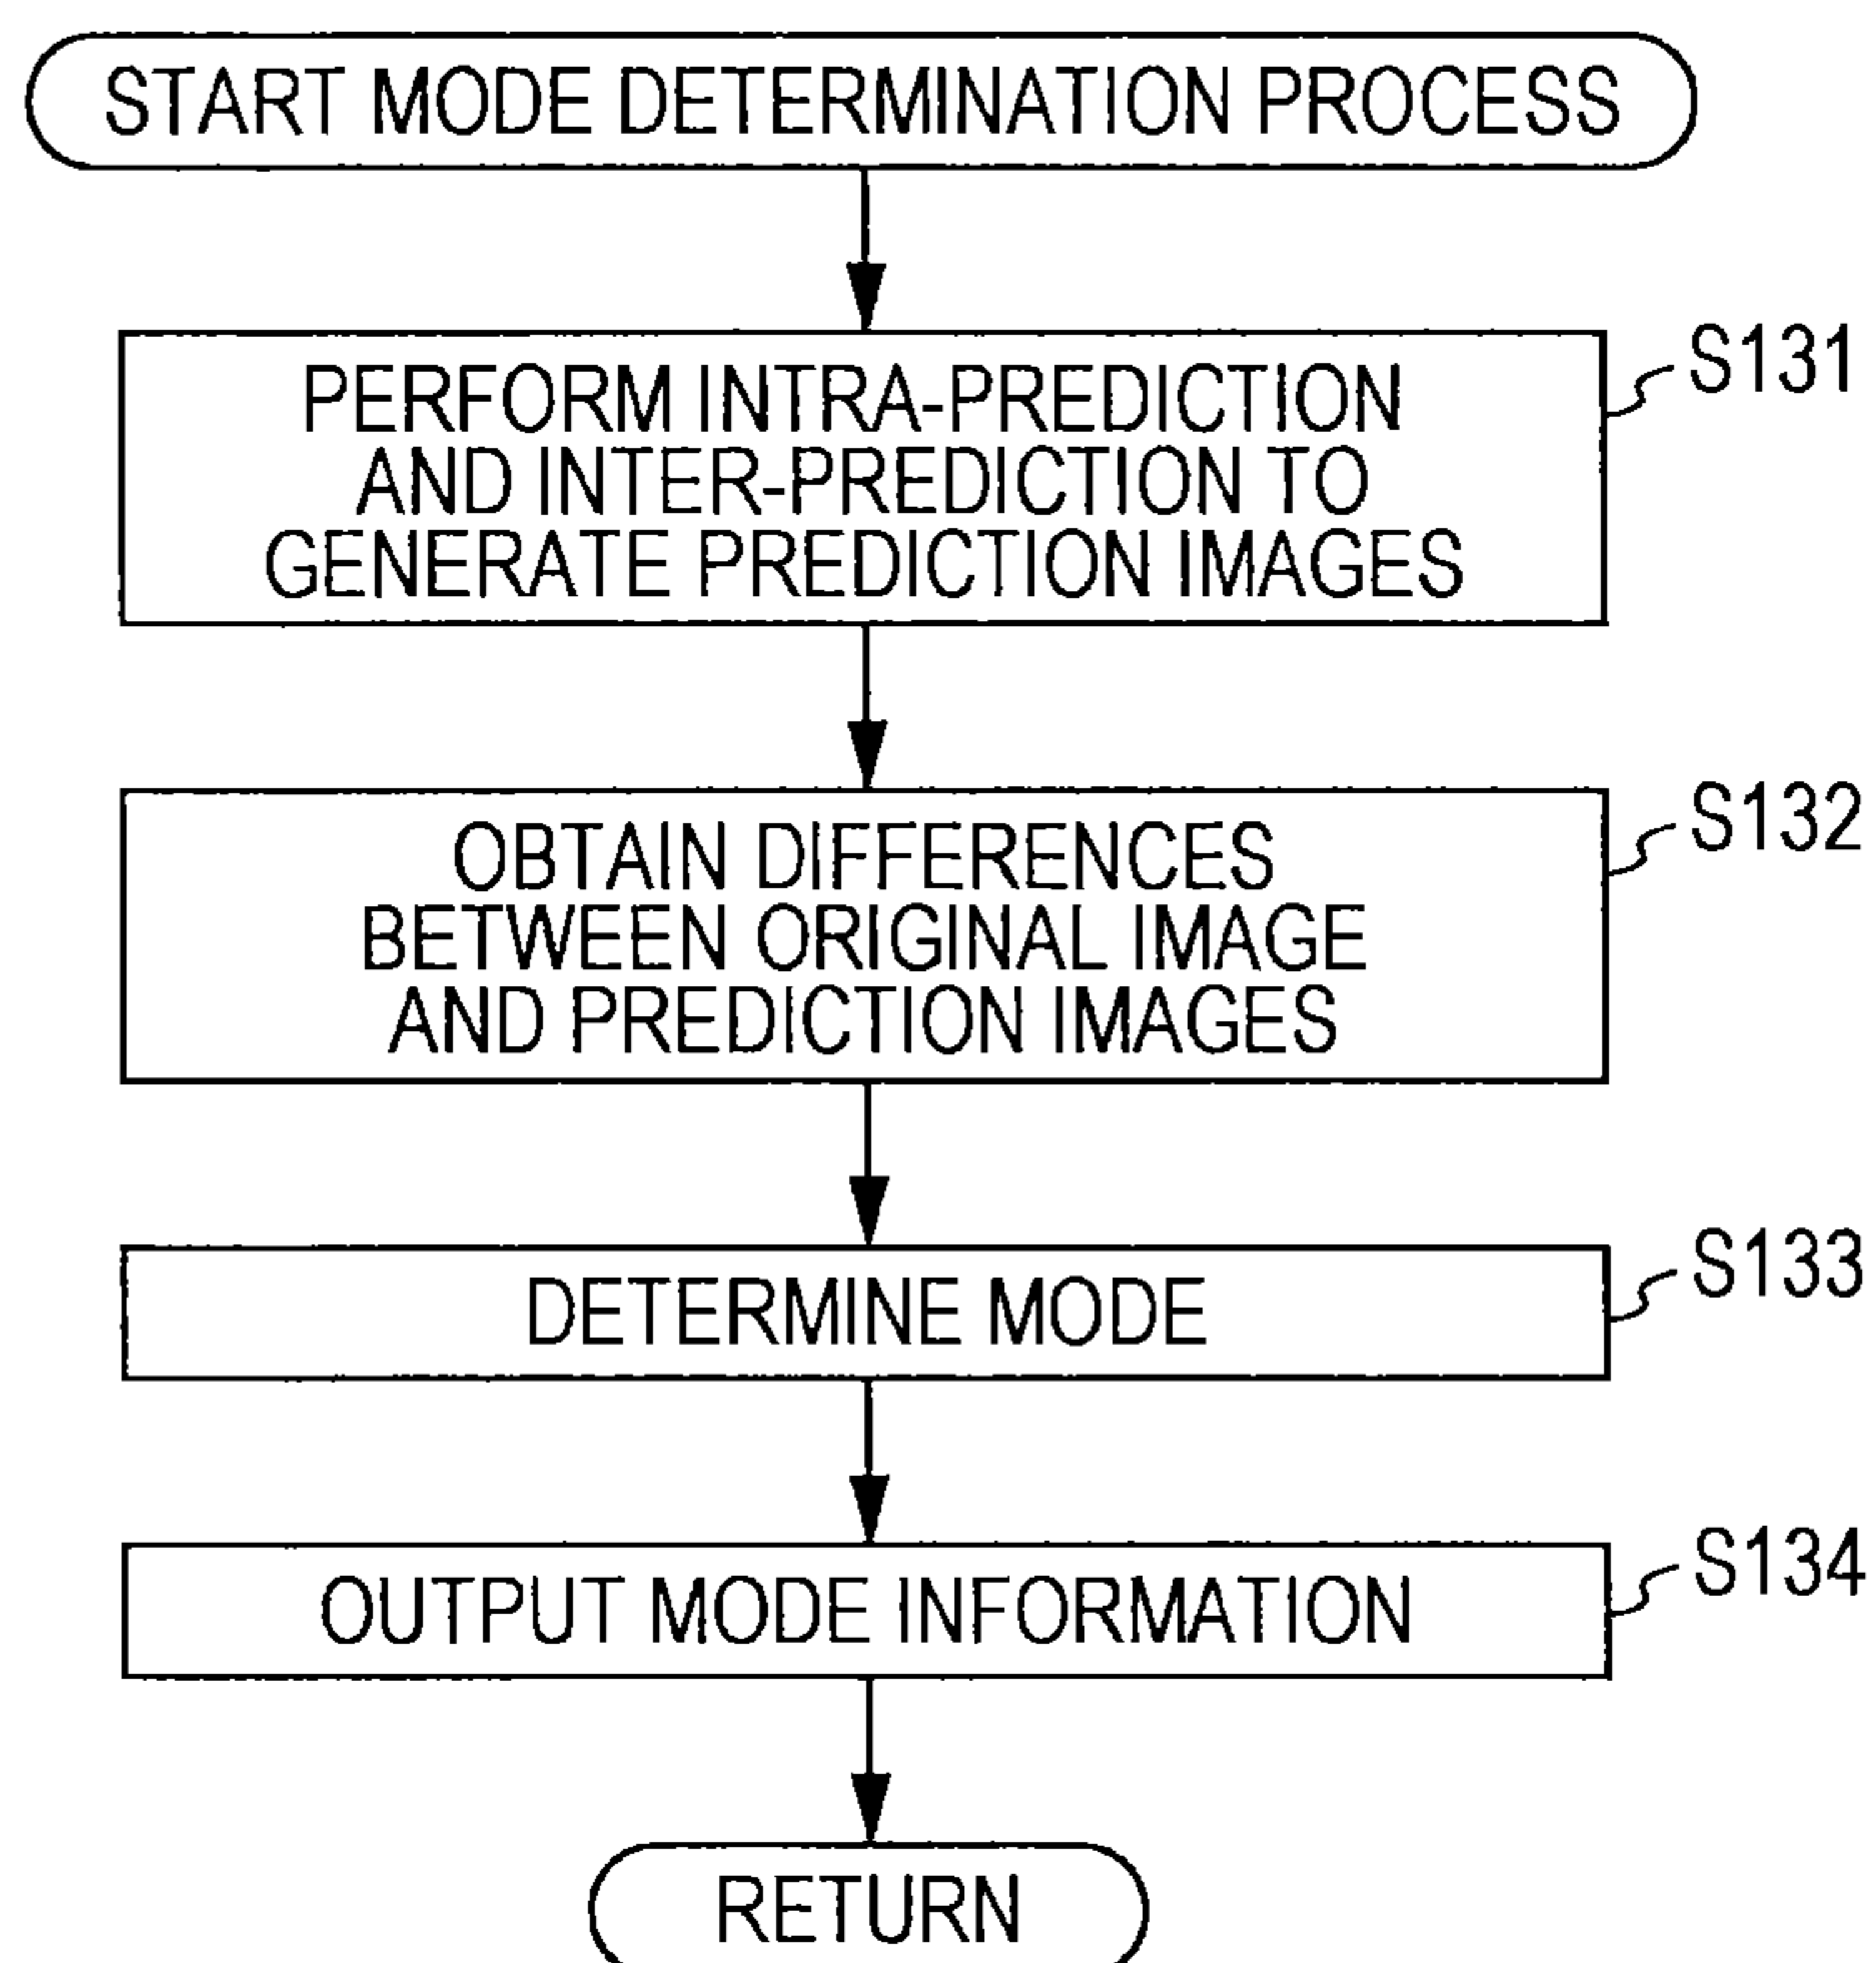 START MODE DETERMINATION PROCESS
PERFORM INTRA-PREDICTION
AND INTER-PREDICTION TO
GENERATE PREDICTION IMAGES
S131
OBTAIN DIFFERENCES
BETWEEN ORIGINAL IMAGE
AND PREDICTION IMAGES
S132
DETERMINE MODE
S133
OUTPUT MODE INFORMATION
S134
RETURN